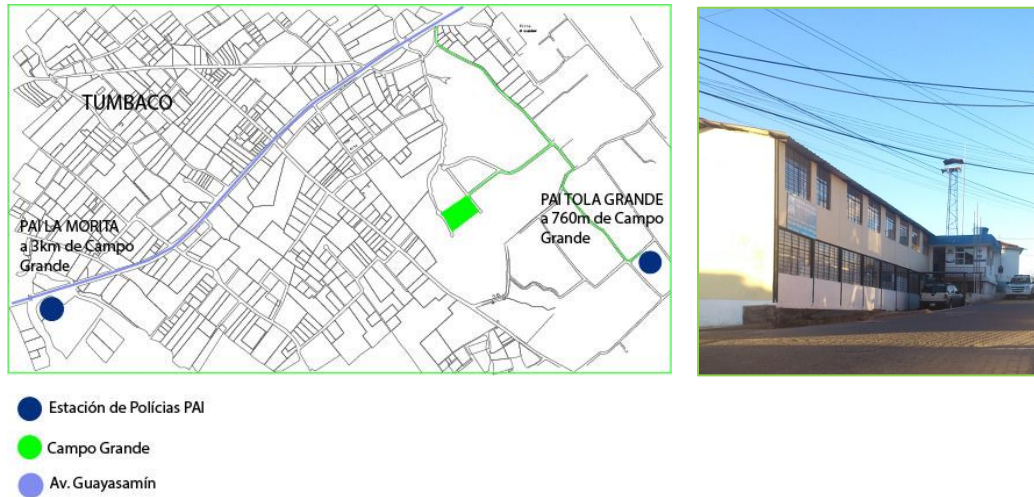 TUMBACO
PAI LA MORITA
a 3km de Campo
Grande
PAI TOLA GRANDE
a 760m de Campo
Grande
Estación de Polícias PAI
Campo Grande
Av. Guayasamín